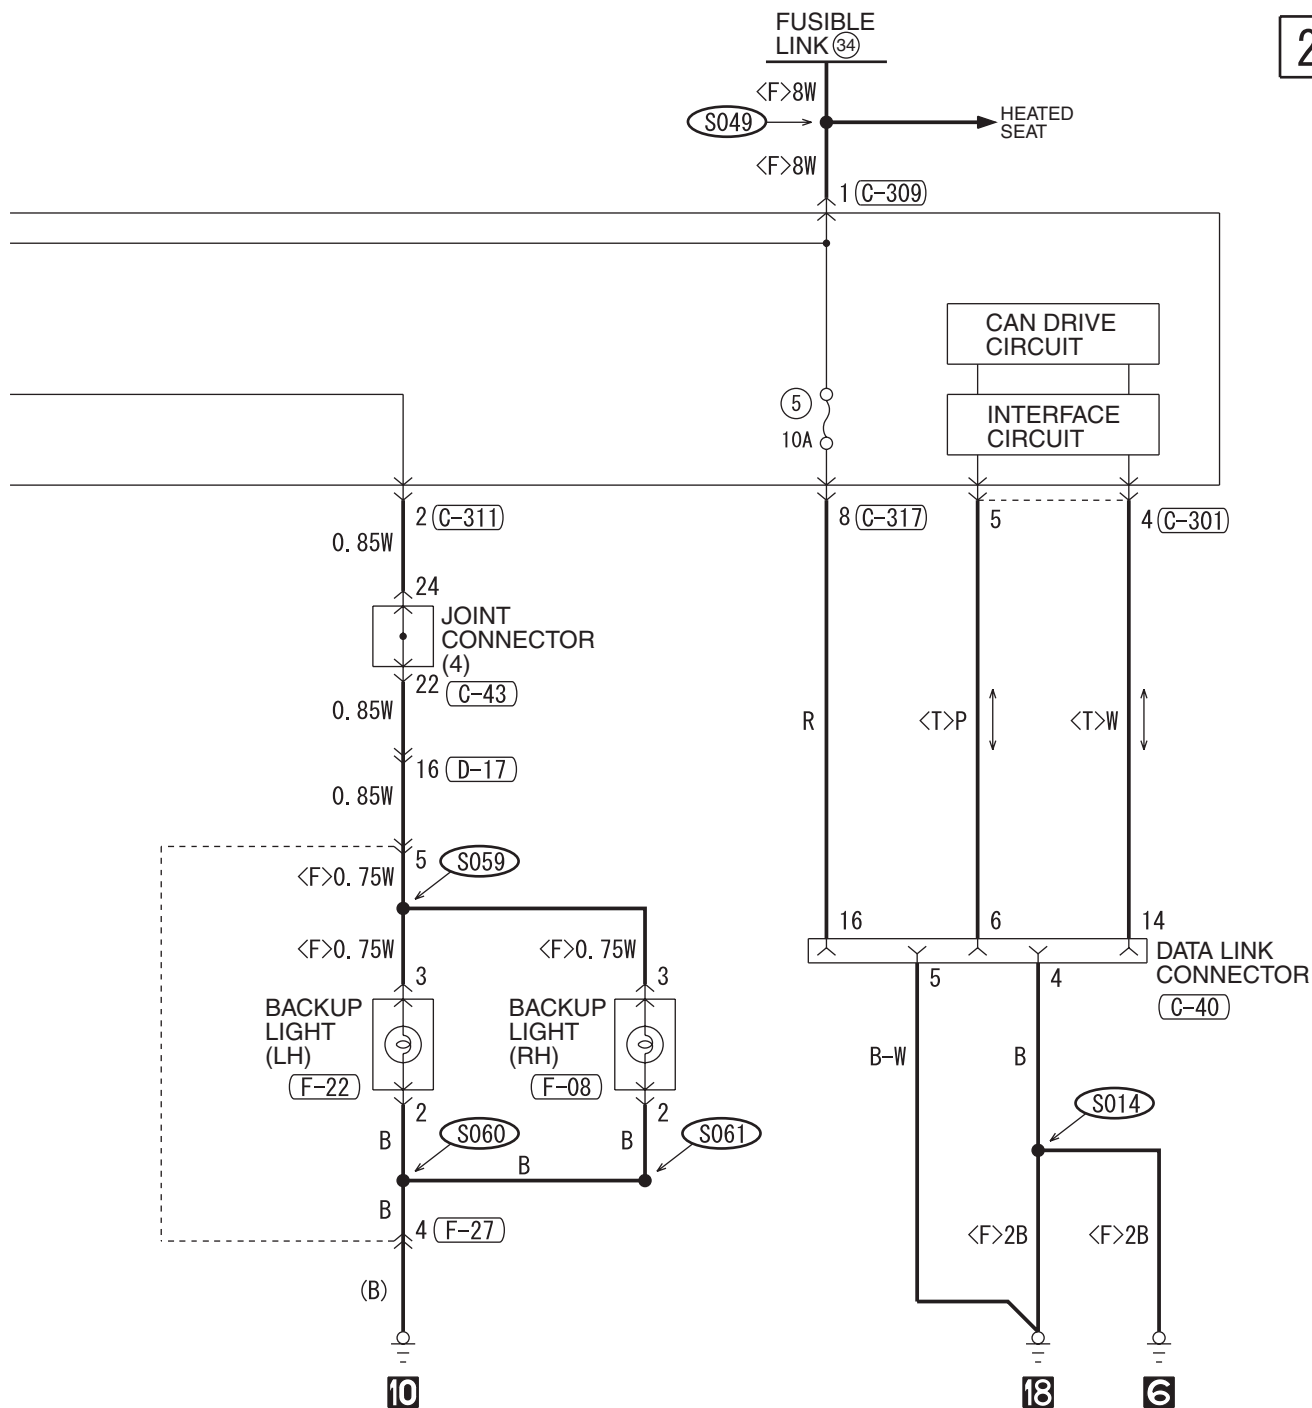 FUSIBLE
LINK 34
2
<F>8W
S049
HEATED
SEAT
<F>8W
1 C-309
CAN DRIVE
CIRCUIT
INTERFACE
CIRCUIT
5
10A
2 C-311
8 C-317
5
4 C-301
0.85W
24
JOINT
CONNECTOR
(4)
22 C-43
0.85W
R
<T>P
<T>W
16 D-17
0.85W
5
S059
<F>0.75W
<F>0.75W
<F>0.75W
16
6
14
DATA LINK
CONNECTOR
C-40
5
4
3
3
BACKUP
LIGHT
(LH)
F-22
BACKUP
LIGHT
(RH)
F-08
B-W
B
2
2
S014
B
S060
B
B
S061
B
4 F-27
<F>2B
<F>2B
(B)
10
18
6